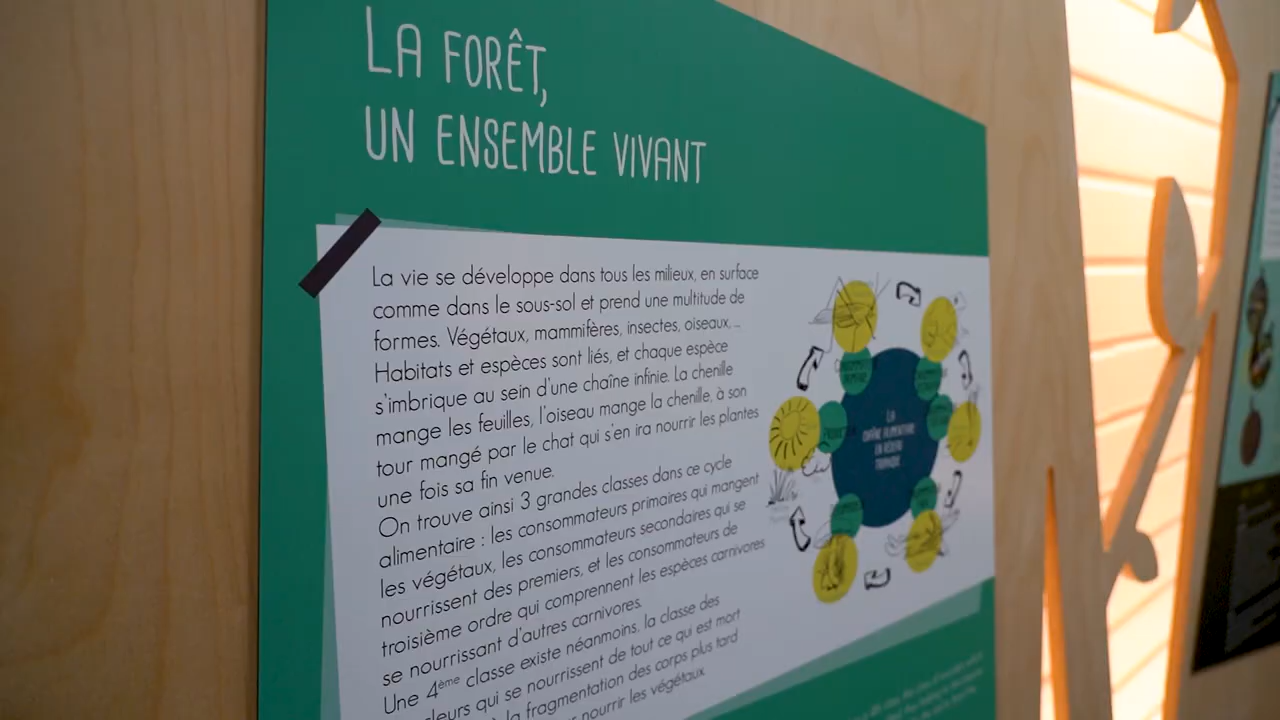 LA FORÊT,
UN ENSEMBLE VIVANT
La vie se développe dans tous les milieux, en surface
comme dans le sous-sol et prend une multitude de
formes. Végétaux, mammifères, insectes, oiseaux, ...
Habitats et espèces sont liés, et chaque espèce
s'imbrique au sein d'une chaîne infinie. La chenille
mange les feuilles, l'oiseau mange la chenille, à son
tour mangé par le chat qui s'en ira nourrir les plantes
une fois sa fin venue.
On trouve ainsi 3 grandes classes dans ce cycle
alimentaire : les consommateurs primaires qui mangent
les végétaux, les consommateurs secondaires qui se
nourrissent des premiers, et les consommateurs de
troisième ordre qui comprennent les espèces carnivores
se nourrissant d'autres carnivores.
Une 4ème classe existe néanmoins, la classe des
leurs qui se nourrissent de tout ce qui est mort
la fragmentation des corps plus tard
nourrir les végétaux.
LA
CHAÎNE ALIMENTAIRE